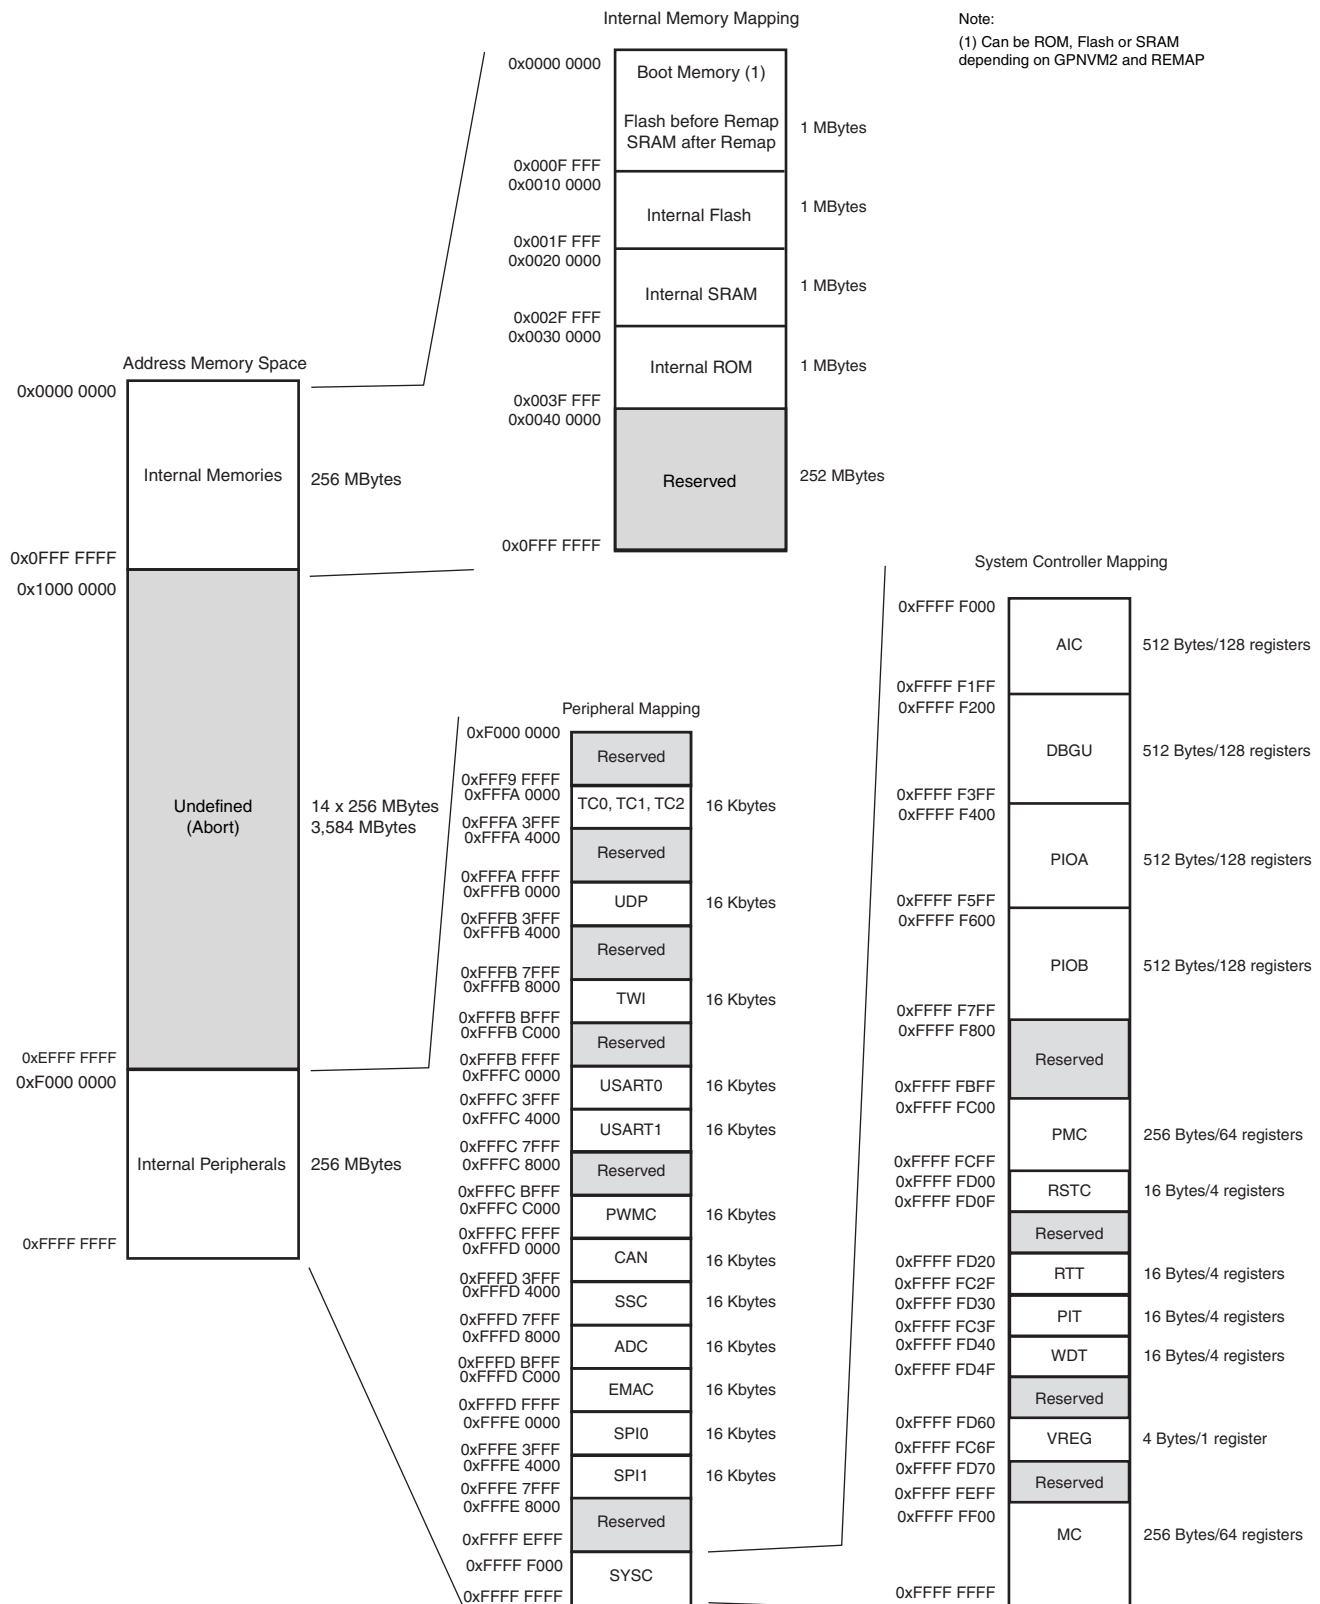 Internal Memory Mapping
Note:
(1) Can be ROM, Flash or SRAM
depending on GPNVM2 and REMAP
0x0000 0000
Boot Memory (1)
Flash before Remap
SRAM after Remap
1 MBytes
0x000F FFF
0x0010 0000
Internal Flash
1 MBytes
0x001F FFF
0x0020 0000
Internal SRAM
1 MBytes
0x002F FFF
0x0030 0000
Internal ROM
1 MBytes
0x003F FFF
0x0040 0000
Reserved
252 MBytes
0x0FFF FFFF
Address Memory Space
0x0000 0000
Internal Memories
256 MBytes
0x0FFF FFFF
0x1000 0000
Undefined
(Abort)
14 x 256 MBytes
3,584 MBytes
0xEFFF FFFF
0xF000 0000
Internal Peripherals
256 MBytes
0xFFFF FFFF
Peripheral Mapping
0xF000 0000
Reserved
0xFFF9 FFFF
0xFFFA 0000
TC0, TC1, TC2
16 Kbytes
0xFFFA 3FFF
0xFFFA 4000
Reserved
0xFFFA FFFF
0xFFFB 0000
UDP
16 Kbytes
0xFFFB 3FFF
0xFFFB 4000
Reserved
0xFFFB 7FFF
0xFFFB 8000
TWI
16 Kbytes
0xFFFB BFFF
0xFFFB C000
Reserved
0xFFFB FFFF
0xFFFC 0000
USART0
16 Kbytes
0xFFFC 3FFF
0xFFFC 4000
USART1
16 Kbytes
0xFFFC 7FFF
0xFFFC 8000
Reserved
0xFFFC BFFF
0xFFFC C000
PWMC
16 Kbytes
0xFFFC FFFF
0xFFFD 0000
CAN
16 Kbytes
0xFFFD 3FFF
0xFFFD 4000
SSC
16 Kbytes
0xFFFD 7FFF
0xFFFD 8000
ADC
16 Kbytes
0xFFFD BFFF
0xFFFD C000
EMAC
16 Kbytes
0xFFFD FFFF
0xFFFE 0000
SPI0
16 Kbytes
0xFFFE 3FFF
0xFFFE 4000
SPI1
16 Kbytes
0xFFFE 7FFF
0xFFFE 8000
Reserved
0xFFFF EFFF
0xFFFF F000
SYSC
0xFFFF FFFF
System Controller Mapping
0xFFFF F000
AIC
512 Bytes/128 registers
0xFFFF F1FF
0xFFFF F200
DBGU
512 Bytes/128 registers
0xFFFF F3FF
0xFFFF F400
PIOA
512 Bytes/128 registers
0xFFFF F5FF
0xFFFF F600
PIOB
512 Bytes/128 registers
0xFFFF F7FF
0xFFFF F800
Reserved
0xFFFF FBFF
0xFFFF FC00
PMC
256 Bytes/64 registers
0xFFFF FCFF
0xFFFF FD00
RSTC
16 Bytes/4 registers
0xFFFF FD0F
Reserved
0xFFFF FD20
RTT
16 Bytes/4 registers
0xFFFF FC2F
0xFFFF FD30
PIT
16 Bytes/4 registers
0xFFFF FC3F
0xFFFF FD40
WDT
16 Bytes/4 registers
0xFFFF FD4F
Reserved
0xFFFF FD60
VREG
4 Bytes/1 register
0xFFFF FC6F
0xFFFF FD70
Reserved
0xFFFF FEFF
0xFFFF FF00
MC
256 Bytes/64 registers
0xFFFF FFFF